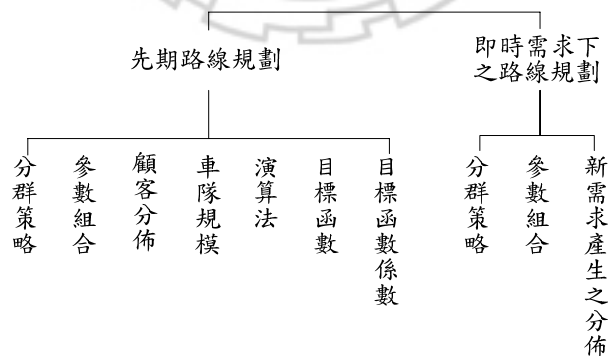 先期路線規劃
即時需求下
之路線規劃
分群策略
參數組合
顧客分佈
車隊規模
演算法
目標函數
目標函數係數
分群策略
參數組合
新需求產生之分佈